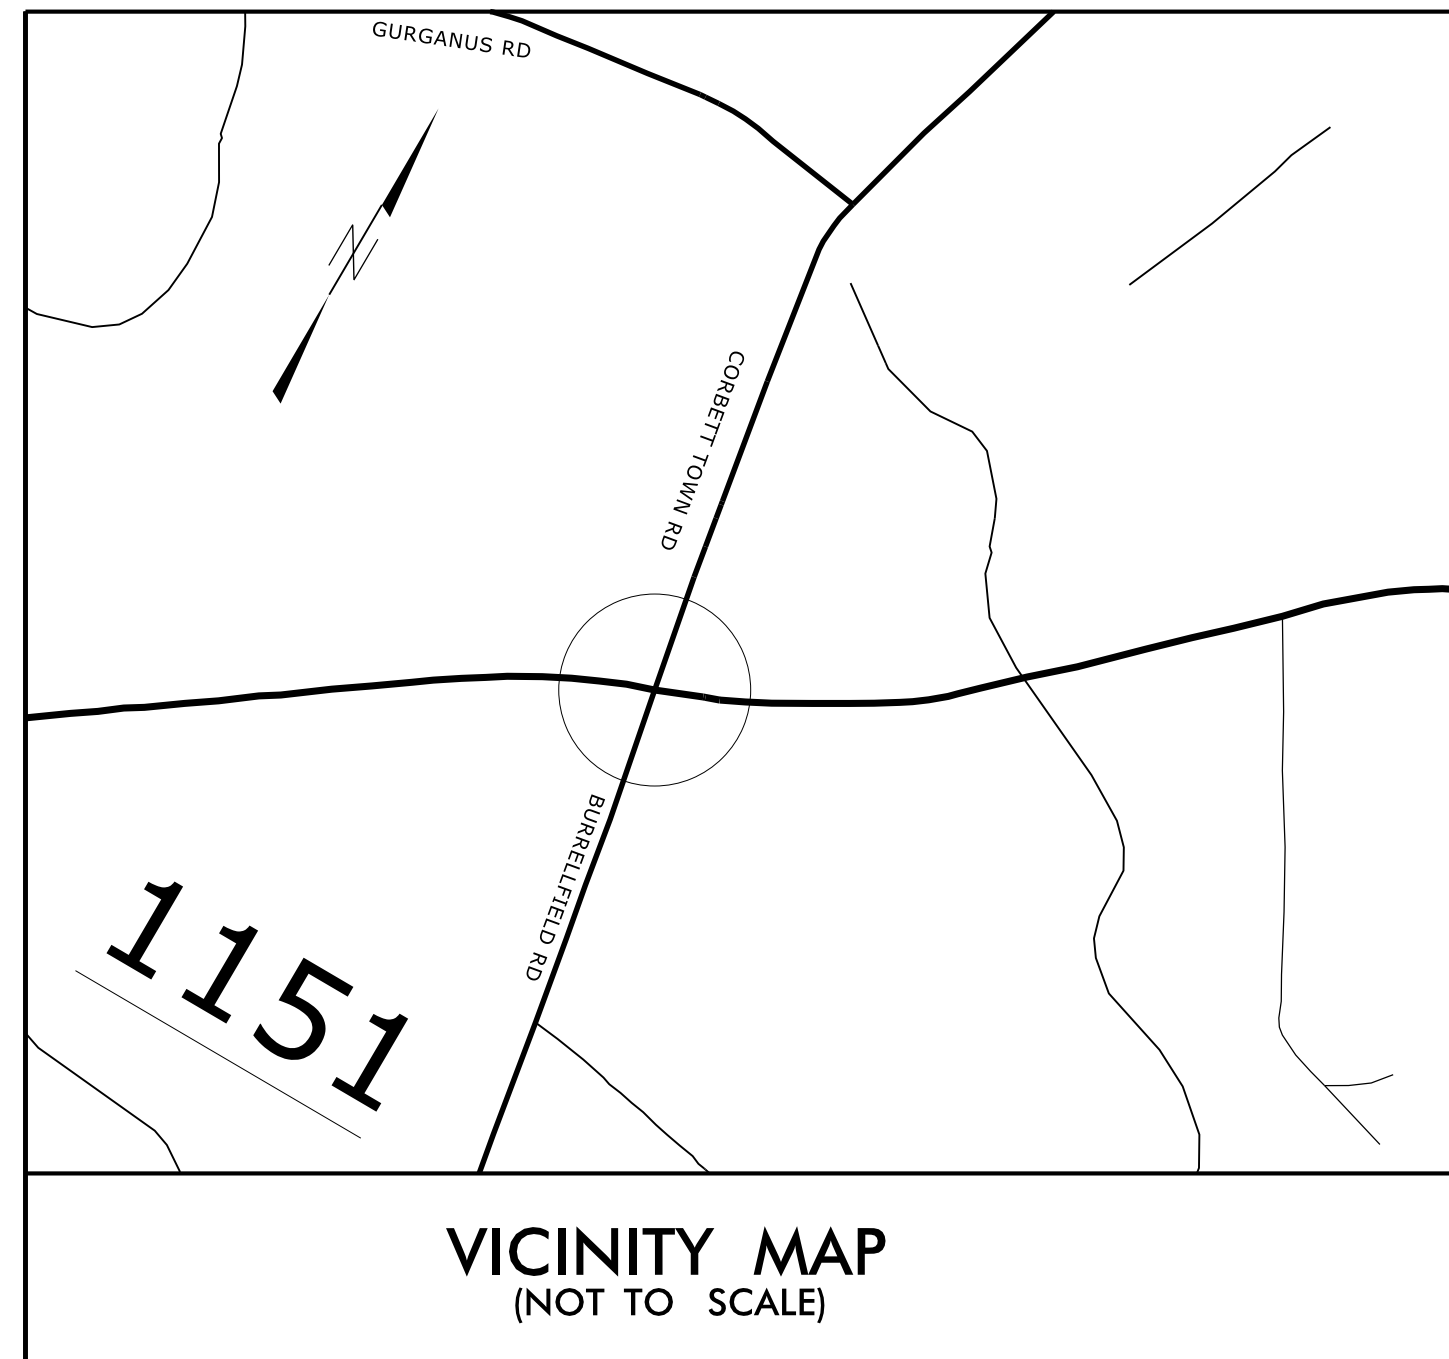 GURGANUS RD
N
CORBETT TOWN RD
BURRELLFIELD RD
1151
VICINITY MAP
(NOT TO SCALE)